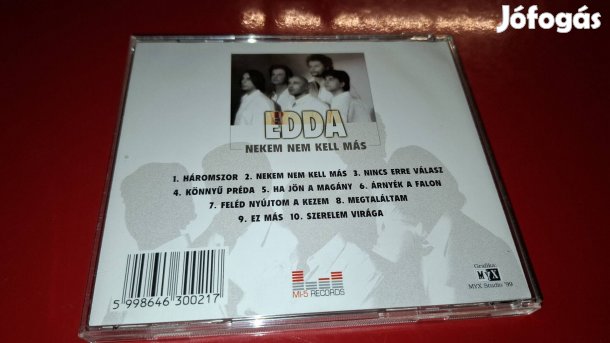 Jófogás
EDDA
NEKEM NEM KELL MÁS
1. HÁROMSZOR 2. NEKEM NEM KELL MÁS 3. NINCS ERRE VÁLASZ
4. KÖNNYŰ PRÉDA 5. HA JÖN A MAGÁNY 6. ÁRNYÉK A FALON
7. FELÉD NYÚJTOM A KEZEM 8. MEGTALÁLTAM
9. EZ MÁS 10. SZERELEM VIRÁGA
5 998646 300217
MI-5 RECORDS
Grafika:
MYX
MYX Studio '99